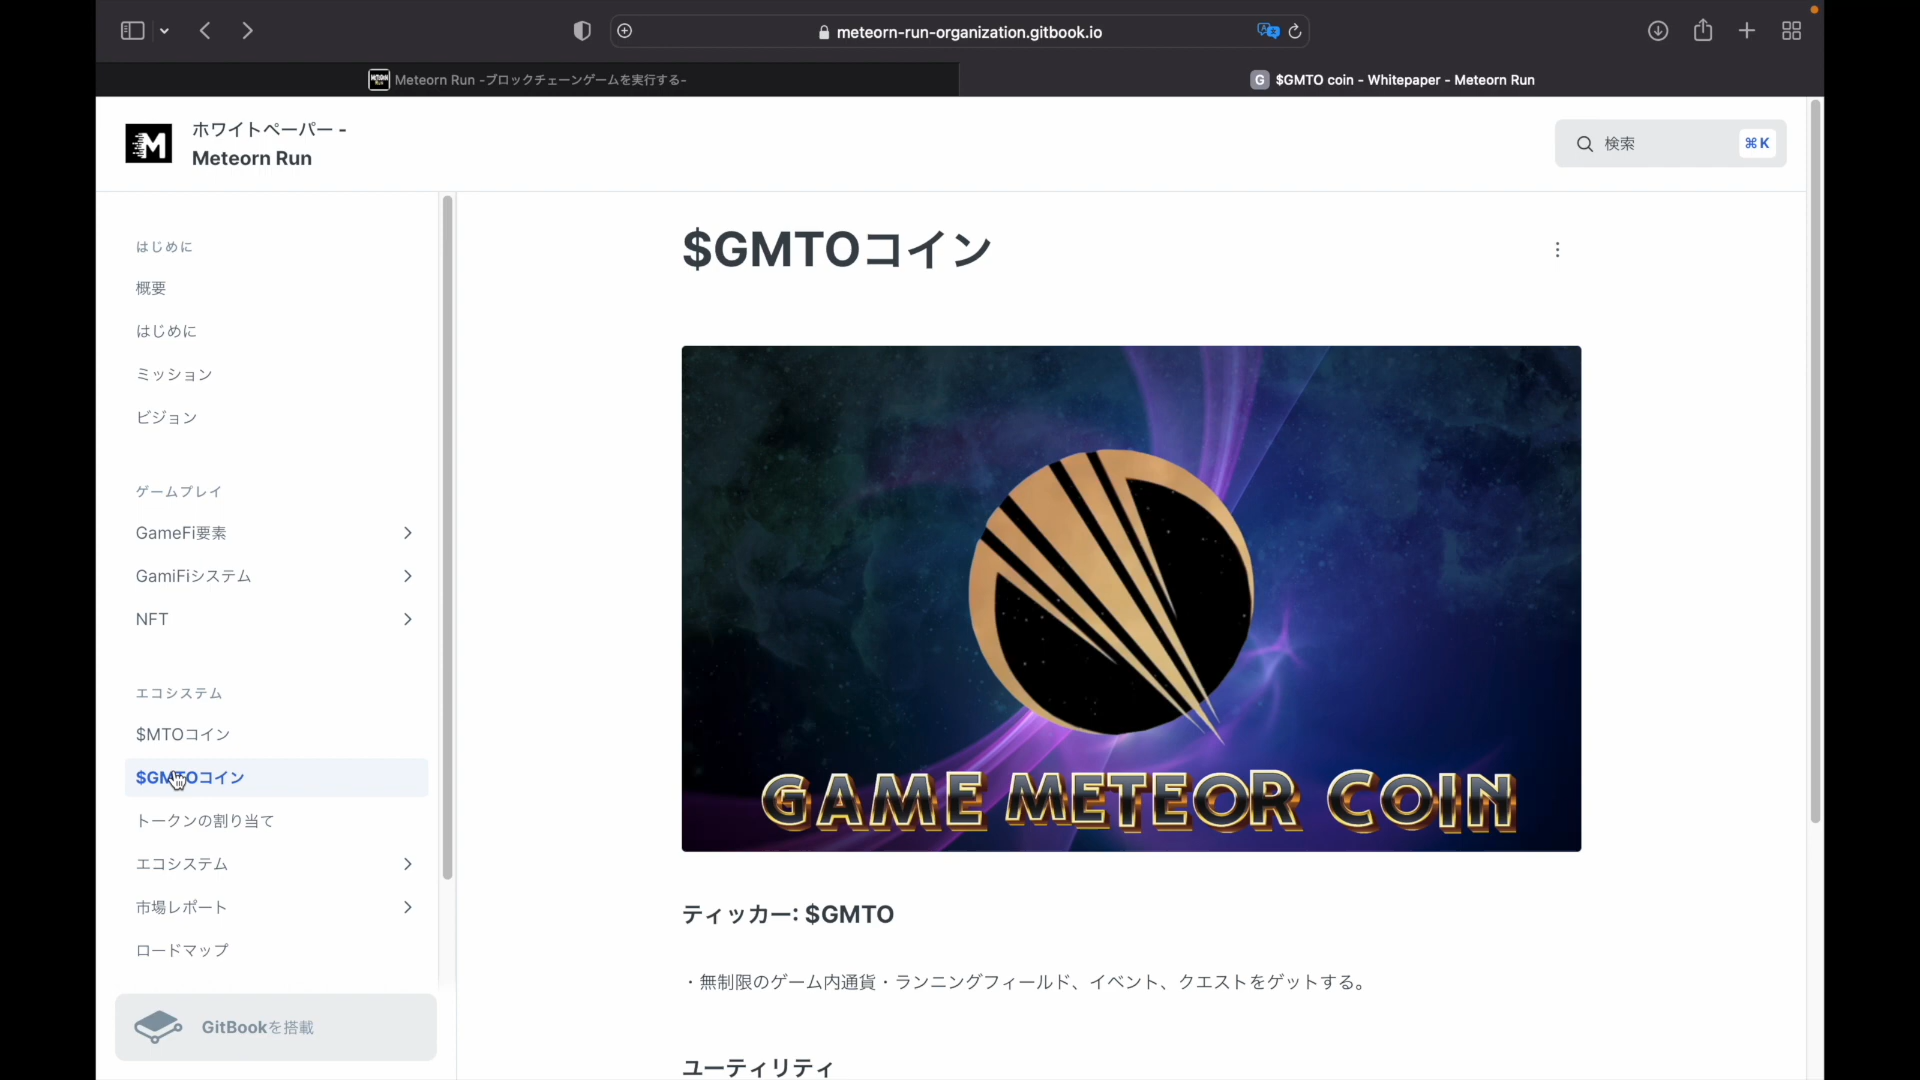 meteorn-run-organization.gitbook.io
Meteorn Run -ブロックチェーンゲームを実行する-
G $GMTO coin - Whitepaper - Meteorn Run
ホワイトペーパー -
Meteorn Run
検索
⌘K
はじめに
概要
はじめに
ミッション
ビジョン
ゲームプレイ
GameFi要素
GamiFiシステム
NFT
エコシステム
$MTOコイン
$GMTOコイン
トークンの割り当て
エコシステム
市場レポート
ロードマップ
GitBookを搭載
$GMTOコイン
GAME METEOR COIN
ティッカー: $GMTO
・無制限のゲーム内通貨・ランニングフィールド、イベント、クエストをゲットする。
ユーティリティ